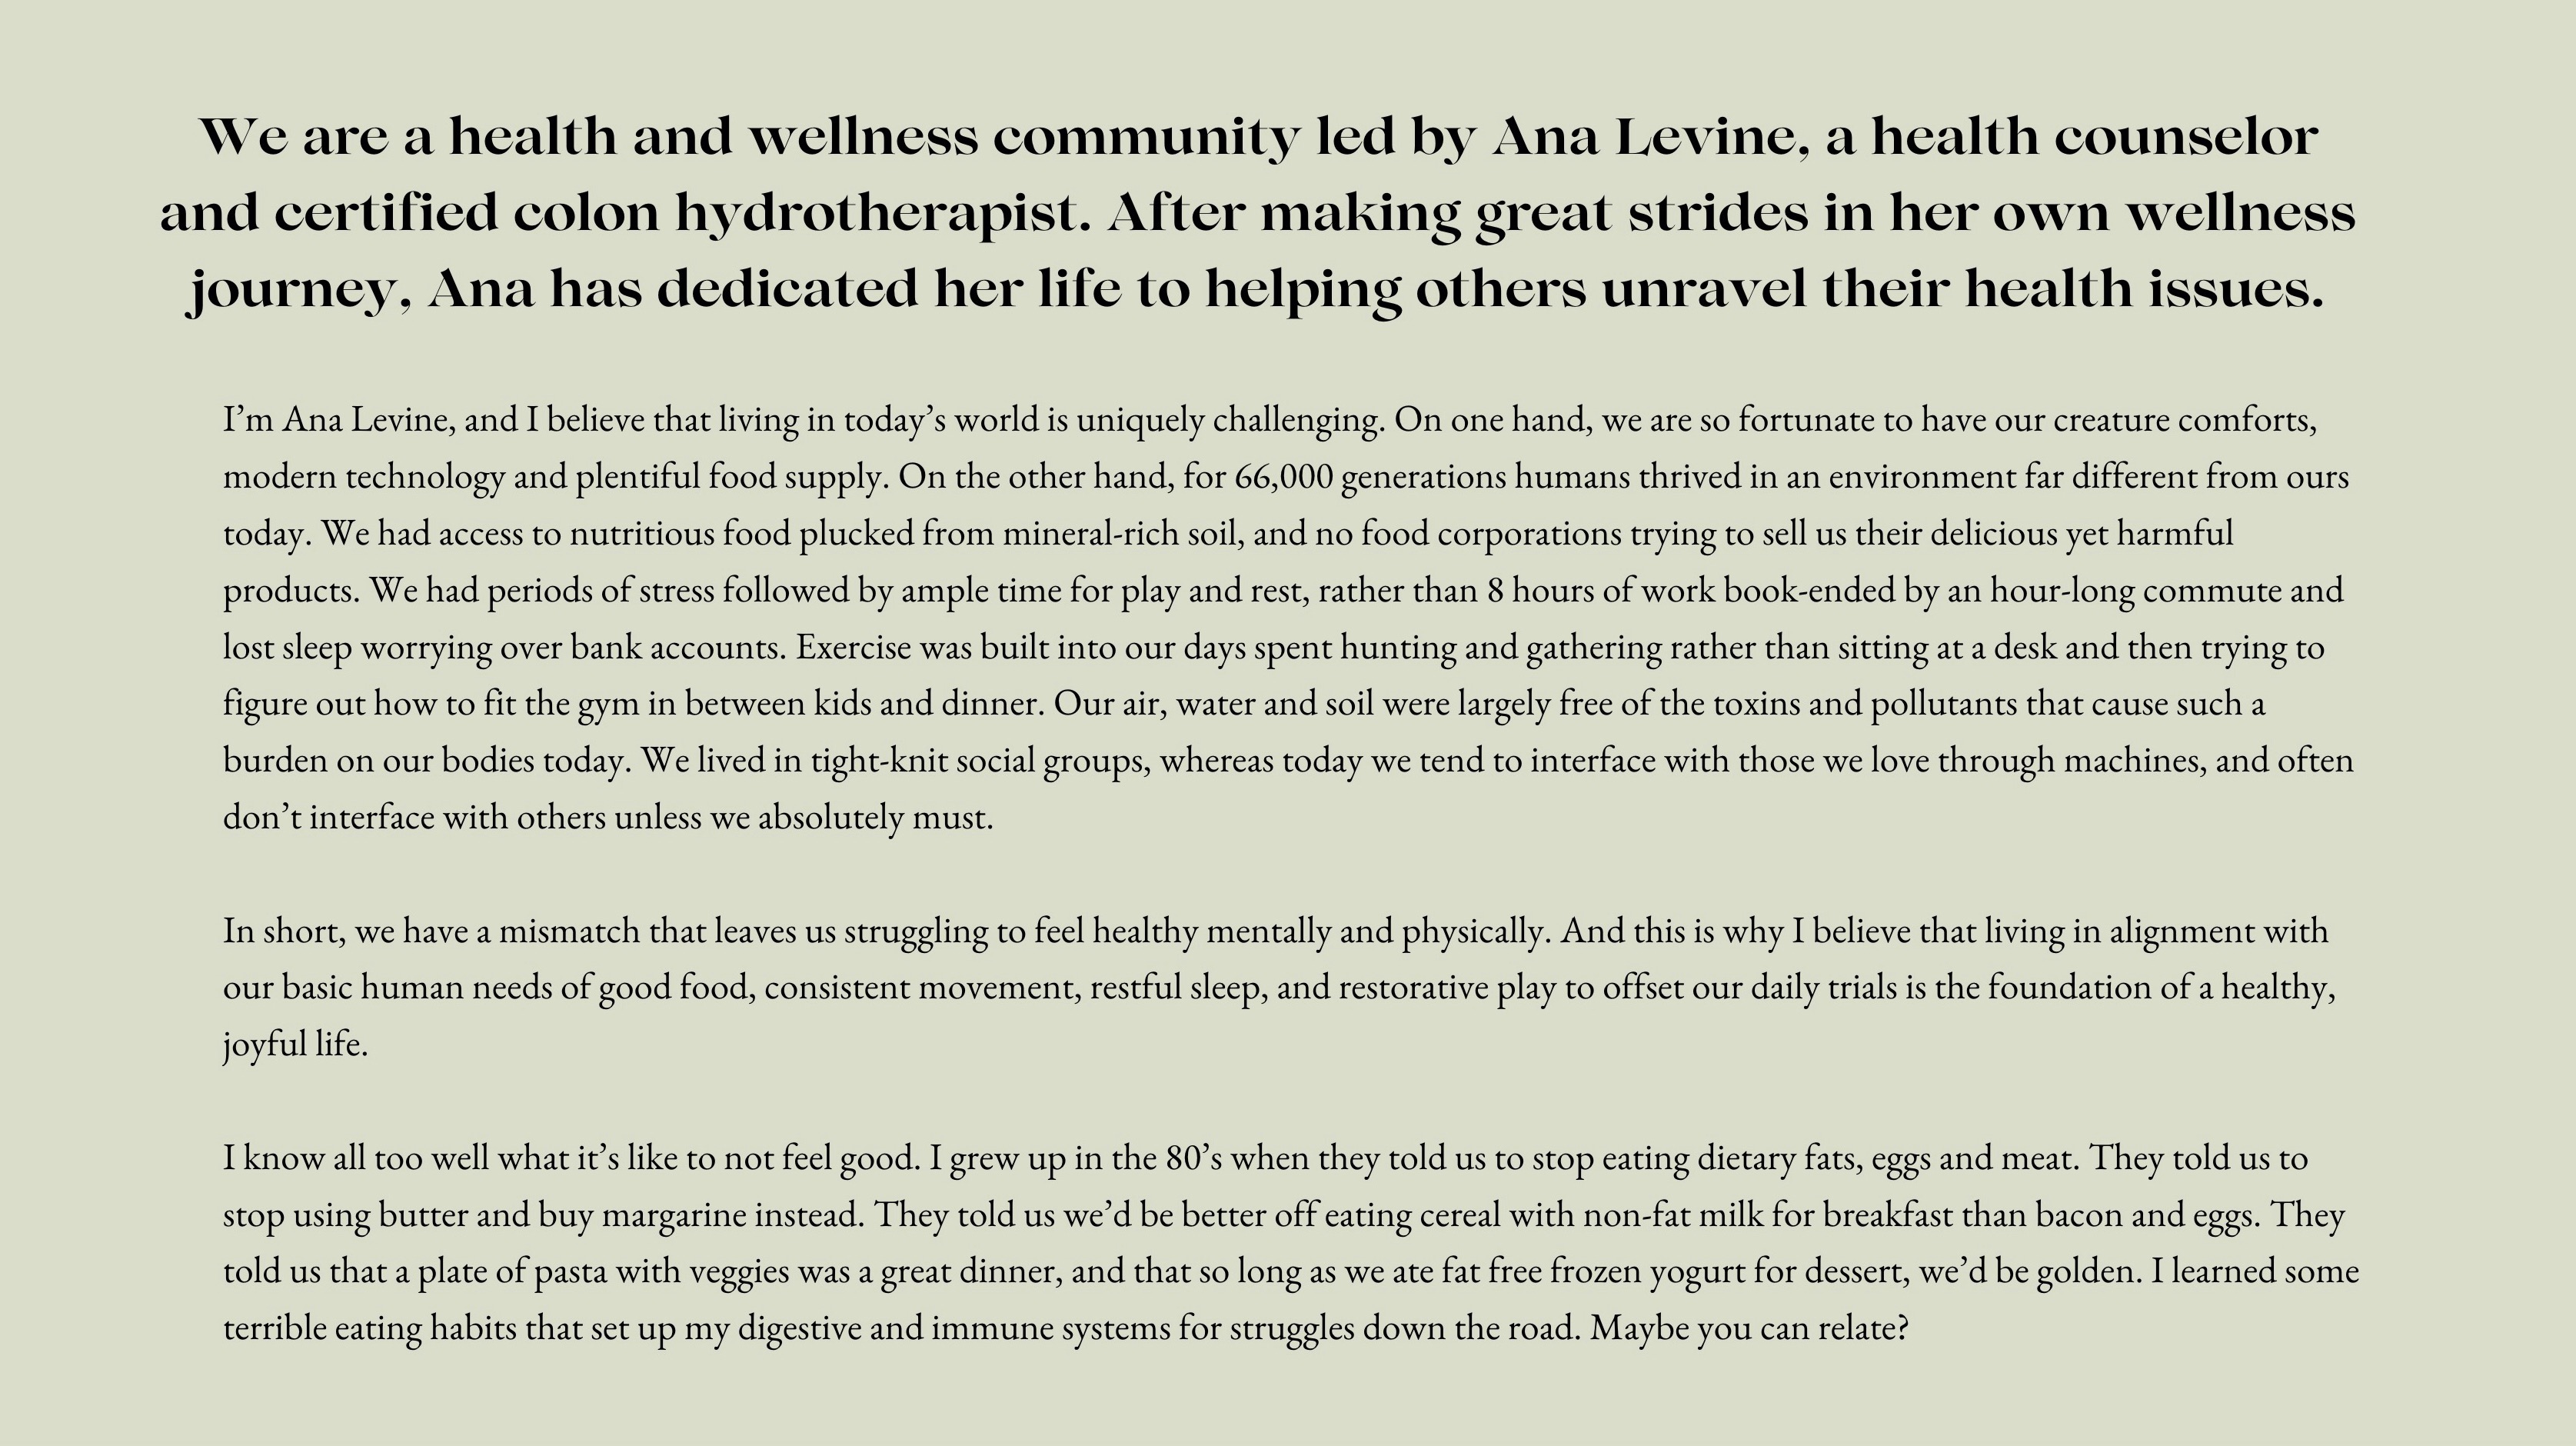 We are a health and wellness community led by Ana Levine, a health counselor
and certified colon hydrotherapist. After making great strides in her own wellness
journey, Ana has dedicated her life to helping others unravel their health issues.
I’m Ana Levine, and I believe that living in today’s world is uniquely challenging. On one hand, we are so fortunate to have our creature comforts,
modern technology and plentiful food supply. On the other hand, for 66,000 generations humans thrived in an environment far different from ours
today. We had access to nutritious food plucked from mineral-rich soil, and no food corporations trying to sell us their delicious yet harmful
products. We had periods of stress followed by ample time for play and rest, rather than 8 hours of work book-ended by an hour-long commute and
lost sleep worrying over bank accounts. Exercise was built into our days spent hunting and gathering rather than sitting at a desk and then trying to
figure out how to fit the gym in between kids and dinner. Our air, water and soil were largely free of the toxins and pollutants that cause such a
burden on our bodies today. We lived in tight-knit social groups, whereas today we tend to interface with those we love through machines, and often
don’t interface with others unless we absolutely must.
In short, we have a mismatch that leaves us struggling to feel healthy mentally and physically. And this is why I believe that living in alignment with
our basic human needs of good food, consistent movement, restful sleep, and restorative play to offset our daily trials is the foundation of a healthy,
joyful life.
I know all too well what it’s like to not feel good. I grew up in the 80’s when they told us to stop eating dietary fats, eggs and meat. They told us to
stop using butter and buy margarine instead. They told us we’d be better off eating cereal with non-fat milk for breakfast than bacon and eggs. They
told us that a plate of pasta with veggies was a great dinner, and that so long as we ate fat free frozen yogurt for dessert, we’d be golden. I learned some
terrible eating habits that set up my digestive and immune systems for struggles down the road. Maybe you can relate?